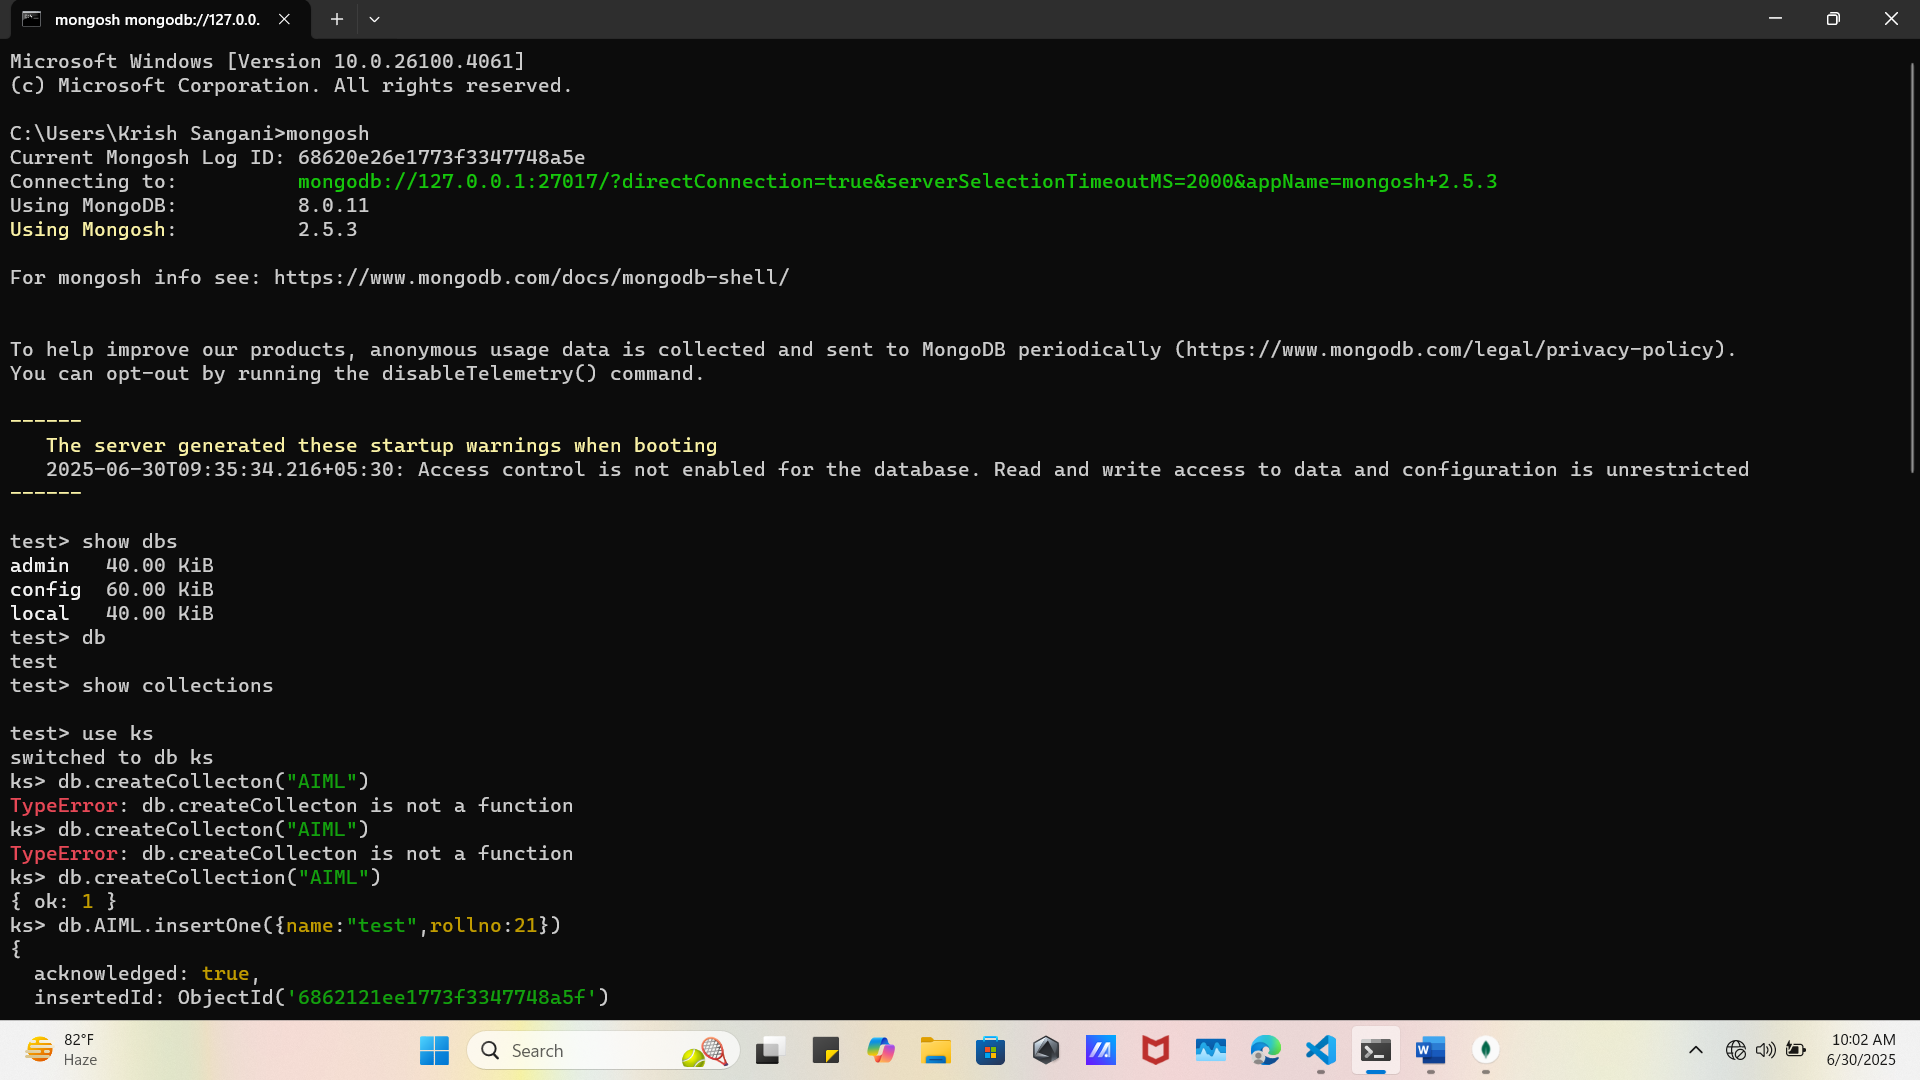 mongosh mongodb://127.0.0.
Microsoft Windows [Version 10.0.26100.4061]
(c) Microsoft Corporation. All rights reserved.
C:\Users\Krish Sangani>mongosh
Current Mongosh Log ID: 68620e26e1773f3347748a5e
Connecting to: mongodb://127.0.0.1:27017/?directConnection=true&serverSelectionTimeoutMS=2000&appName=mongosh+2.5.3
Using MongoDB: 8.0.11
Using Mongosh: 2.5.3
For mongosh info see: https://www.mongodb.com/docs/mongodb-shell/
To help improve our products, anonymous usage data is collected and sent to MongoDB periodically (https://www.mongodb.com/legal/privacy-policy).
You can opt-out by running the disableTelemetry() command.
------
The server generated these startup warnings when booting
2025-06-30T09:35:34.216+05:30: Access control is not enabled for the database. Read and write access to data and configuration is unrestricted
------
test> show dbs
admin 40.00 KiB
config 60.00 KiB
local 40.00 KiB
test> db
test
test> show collections
test> use ks
switched to db ks
ks> db.createCollecton("AIML")
TypeError: db.createCollecton is not a function
ks> db.createCollecton("AIML")
TypeError: db.createCollecton is not a function
ks> db.createCollection("AIML")
{ ok: 1 }
ks> db.AIML.insertOne({name:"test",rollno:21})
{
acknowledged: true,
insertedId: ObjectId('6862121ee1773f3347748a5f')
82°F
Haze
Search
10:02 AM
6/30/2025